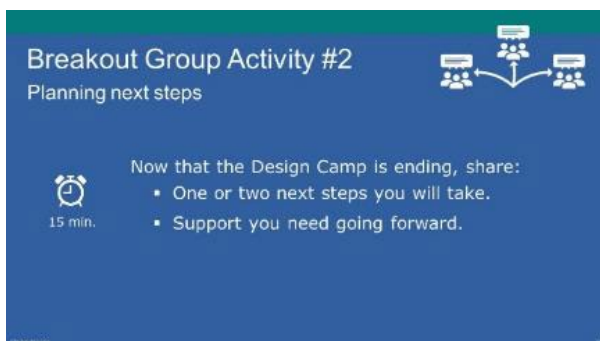 Breakout Group Activity #2
Planning next steps
Now that the Design Camp is ending, share:
▪ One or two next steps you will take.
15 min.
▪ Support you need going forward.